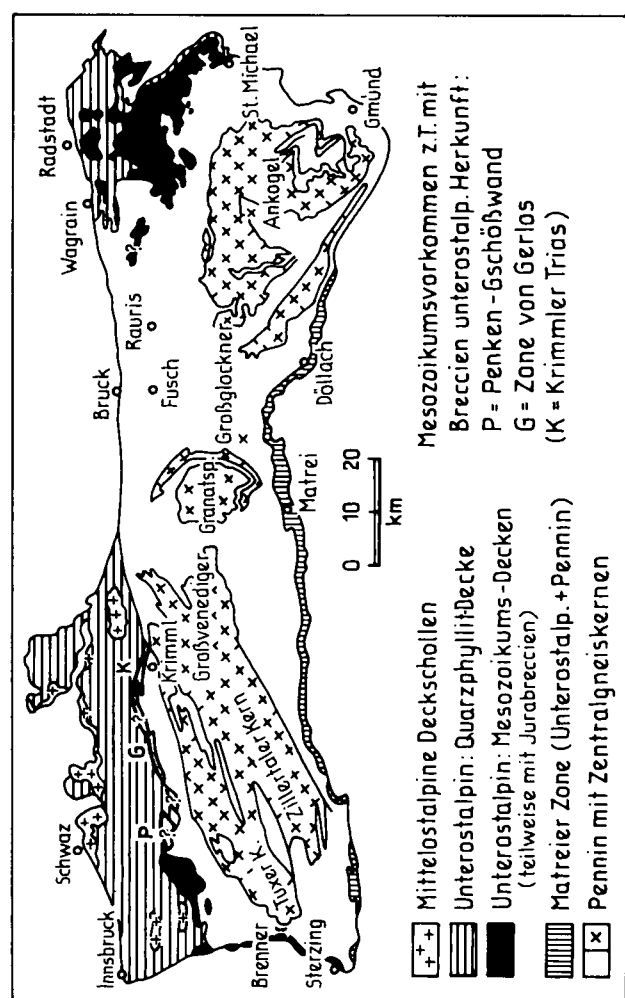 Innsbruck
Schwaz
Radstadt
Wagrain
Bruck
Rauris
Fusch
St. Michael
P
G
K
?
?
?
?
Krimml
Großvenediger
Granatsp.
Großglockner
Ankogel
Gmünd
Zillertaler Kern
Tuxer K.
Brenner
Sterzing
Matrei
Döllach
0 10 20
km
Mittelostalpine Deckschollen
Unterostalpin: Quarzphyllit-Decke
Unterostalpin: Mesozoikums-Decken
(teilweise mit Jurabreccien)
Matreier Zone (Unterostalp.+Pennin)
Pennin mit Zentralgneiskernen
Mesozoikumsvorkommen z.T. mit
Breccien unterostalp. Herkunft:
P = Penken-Gschößwand
G = Zone von Gerlos
(K = Krimmler Trias)